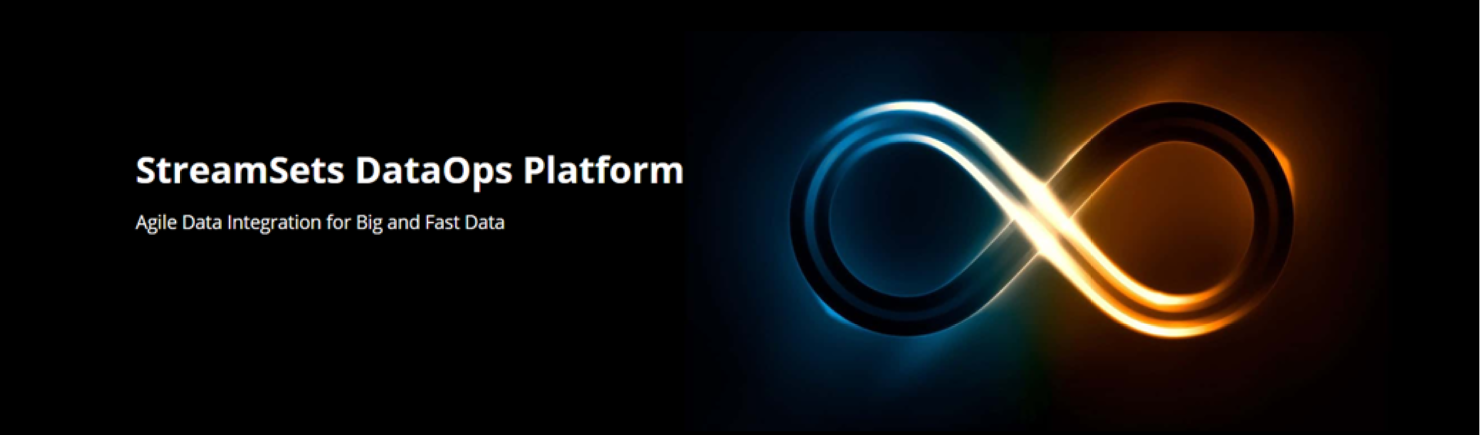 StreamSets DataOps Platform
Agile Data Integration for Big and Fast Data